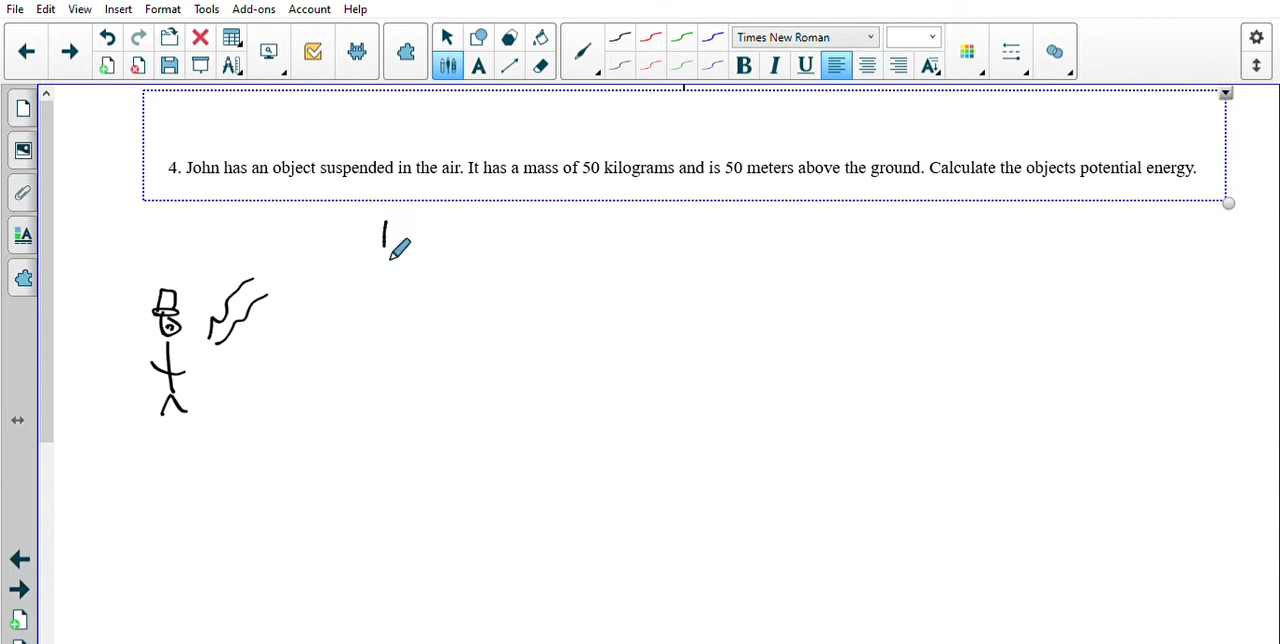 File Edit View Insert Format Tools Add-ons Account Help
Times New Roman
B I U A
4. John has an object suspended in the air. It has a mass of 50 kilograms and is 50 meters above the ground. Calculate the objects potential energy.